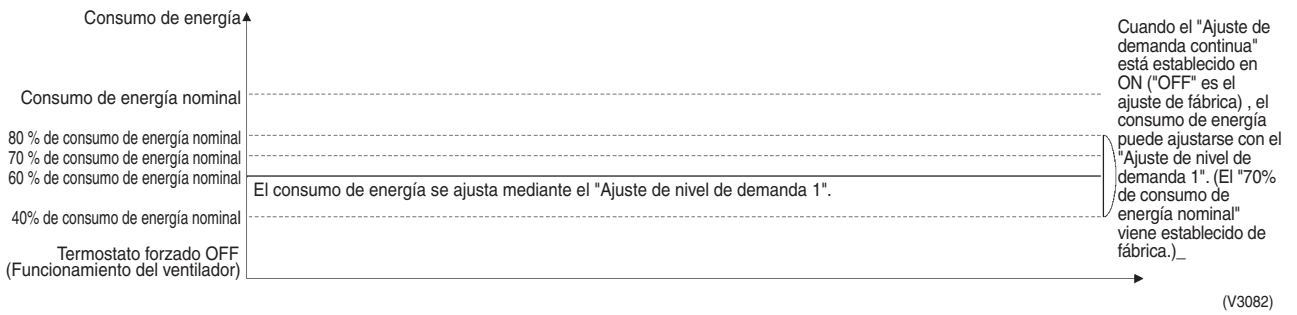 Consumo de energía
Consumo de energía nominal
80 % de consumo de energía nominal
70 % de consumo de energía nominal
60 % de consumo de energía nominal
El consumo de energía se ajusta mediante el "Ajuste de nivel de demanda 1".
40% de consumo de energía nominal
Termostato forzado OFF
(Funcionamiento del ventilador)
Cuando el "Ajuste de
demanda continua"
está establecido en
ON ("OFF" es el
ajuste de fábrica) , el
consumo de energía
puede ajustarse con el
"Ajuste de nivel de
demanda 1". (El "70%
de consumo de
energía nominal"
viene establecido de
fábrica.)_
(V3082)